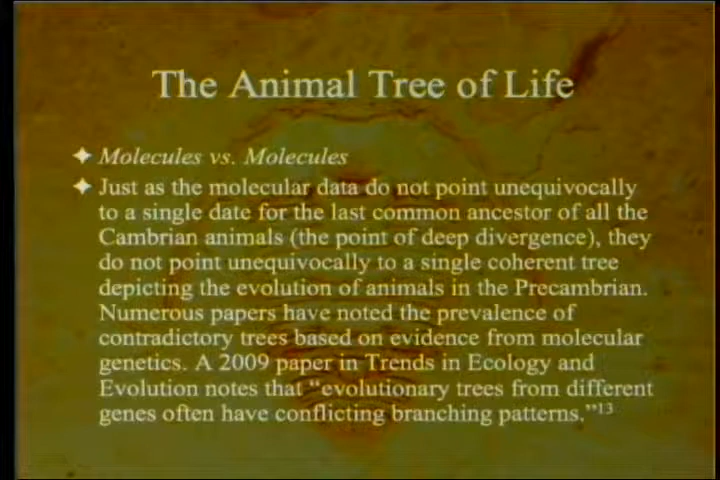 The Animal Tree of Life
Molecules vs. Molecules
Just as the molecular data do not point unequivocally
to a single date for the last common ancestor of all the
Cambrian animals (the point of deep divergence), they
do not point unequivocally to a single coherent tree
depicting the evolution of animals in the Precambrian.
Numerous papers have noted the prevalence of
contradictory trees based on evidence from molecular
genetics. A 2009 paper in Trends in Ecology and
Evolution notes that “evolutionary trees from different
genes often have conflicting branching patterns.”13